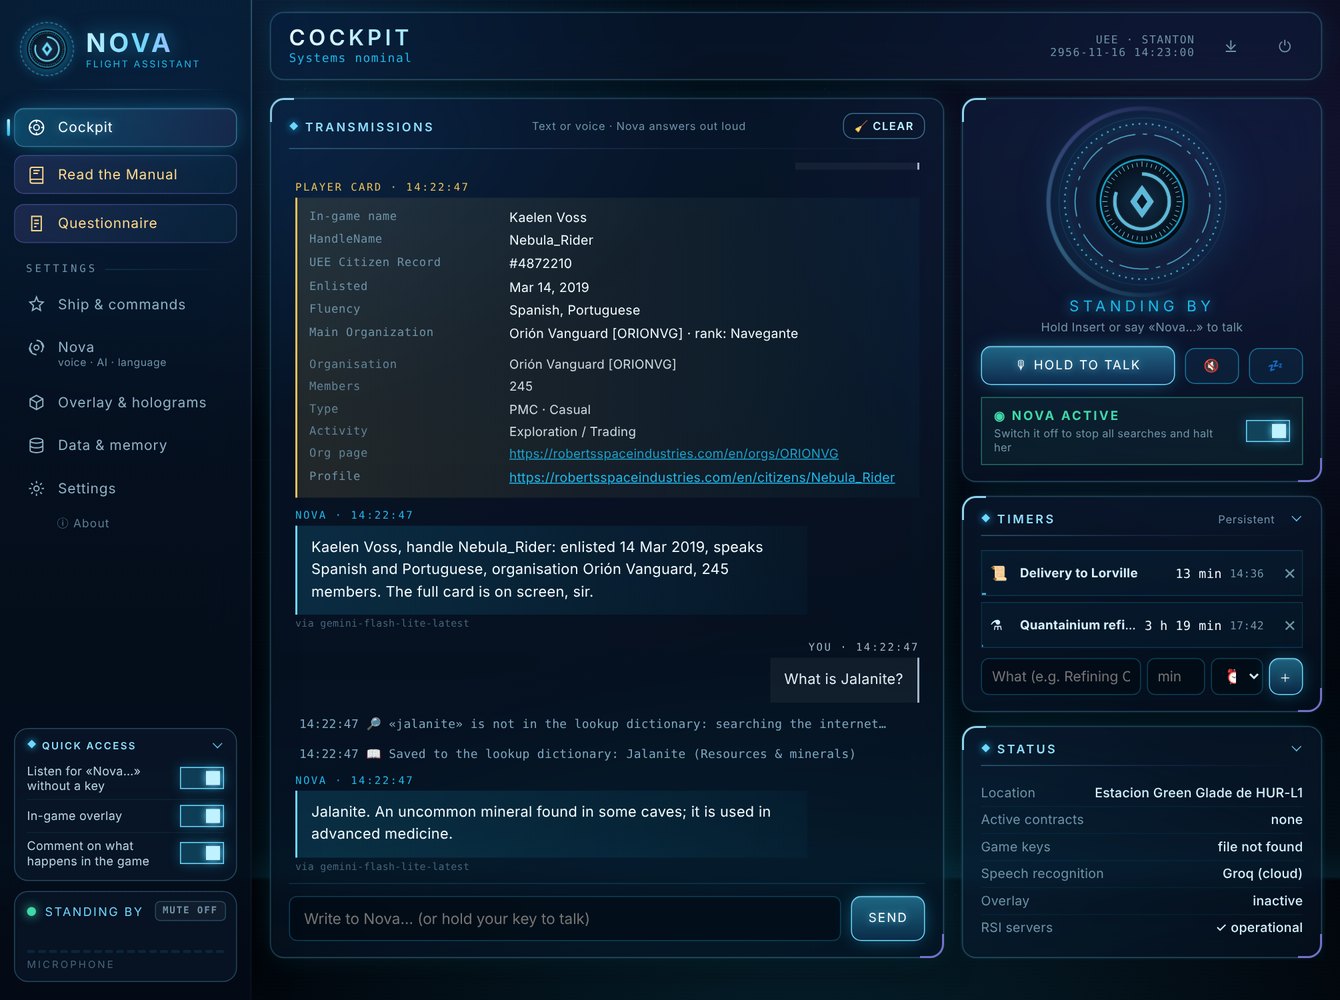 NOVA
FLIGHT ASSISTANT
Cockpit
Read the Manual
Questionnaire
SETTINGS
Ship & commands
Nova
voice · AI · language
Overlay & holograms
Data & memory
Settings
ⓘ About
QUICK ACCESS
Listen for «Nova…»
without a key
In-game overlay
Comment on what
happens in the game
STANDING BY
MUTE OFF
MICROPHONE
COCKPIT
Systems nominal
UEE · STANTON
2956-11-16 14:23:00
TRANSMISSIONS
Text or voice · Nova answers out loud
CLEAR
PLAYER CARD · 14:22:47
In-game name Kaelen Voss
HandleName Nebula_Rider
UEE Citizen Record #4872210
Enlisted Mar 14, 2019
Fluency Spanish, Portuguese
Main Organization Orión Vanguard [ORIONVG] · rank: Navegante
Organisation Orión Vanguard [ORIONVG]
Members 245
Type PMC · Casual
Activity Exploration / Trading
Org page https://robertsspaceindustries.com/en/orgs/ORIONVG
Profile https://robertsspaceindustries.com/en/citizens/Nebula_Rider
NOVA · 14:22:47
Kaelen Voss, handle Nebula_Rider: enlisted 14 Mar 2019, speaks
Spanish and Portuguese, organisation Orión Vanguard, 245
members. The full card is on screen, sir.
via gemini-flash-lite-latest
YOU · 14:22:47
What is Jalanite?
14:22:47 🔎 «jalanite» is not in the lookup dictionary: searching the internet…
14:22:47 📖 Saved to the lookup dictionary: Jalanite (Resources & minerals)
NOVA · 14:22:47
Jalanite. An uncommon mineral found in some caves; it is used in
advanced medicine.
via gemini-flash-lite-latest
Write to Nova… (or hold your key to talk)
SEND
STANDING BY
Hold Insert or say «Nova…» to talk
HOLD TO TALK
💤
NOVA ACTIVE
Switch it off to stop all searches and halt
her
TIMERS
Persistent
Delivery to Lorville 13 min 14:36 ✕
Quantainium refi… 3 h 19 min 17:42 ✕
What (e.g. Refining C
min
+
STATUS
Location Estacion Green Glade de HUR-L1
Active contracts none
Game keys file not found
Speech recognition Groq (cloud)
Overlay inactive
RSI servers ✓ operational